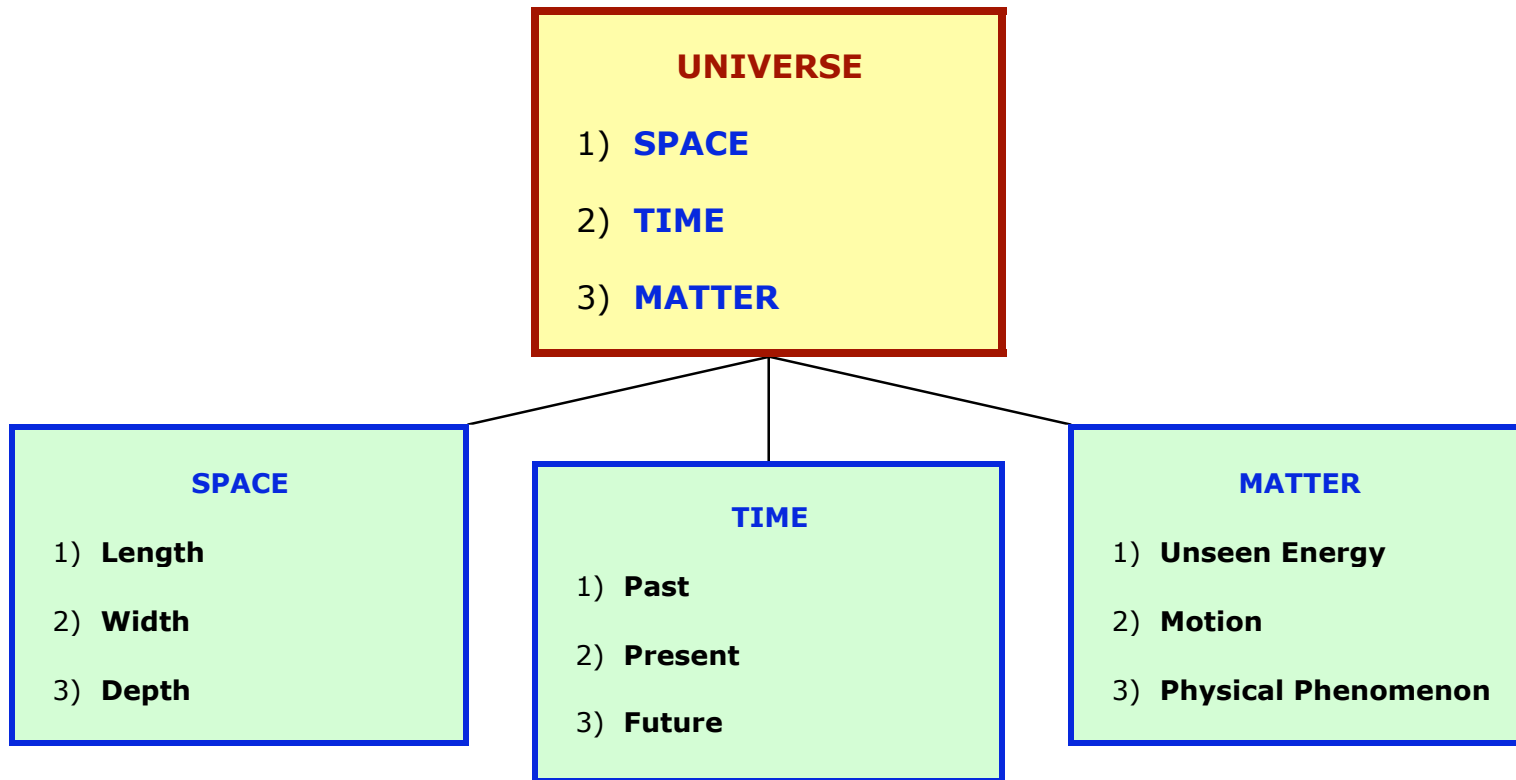 UNIVERSE
1) SPACE
2) TIME
3) MATTER
SPACE
1) Length
2) Width
3) Depth
TIME
1) Past
2) Present
3) Future
MATTER
1) Unseen Energy
2) Motion
3) Physical Phenomenon